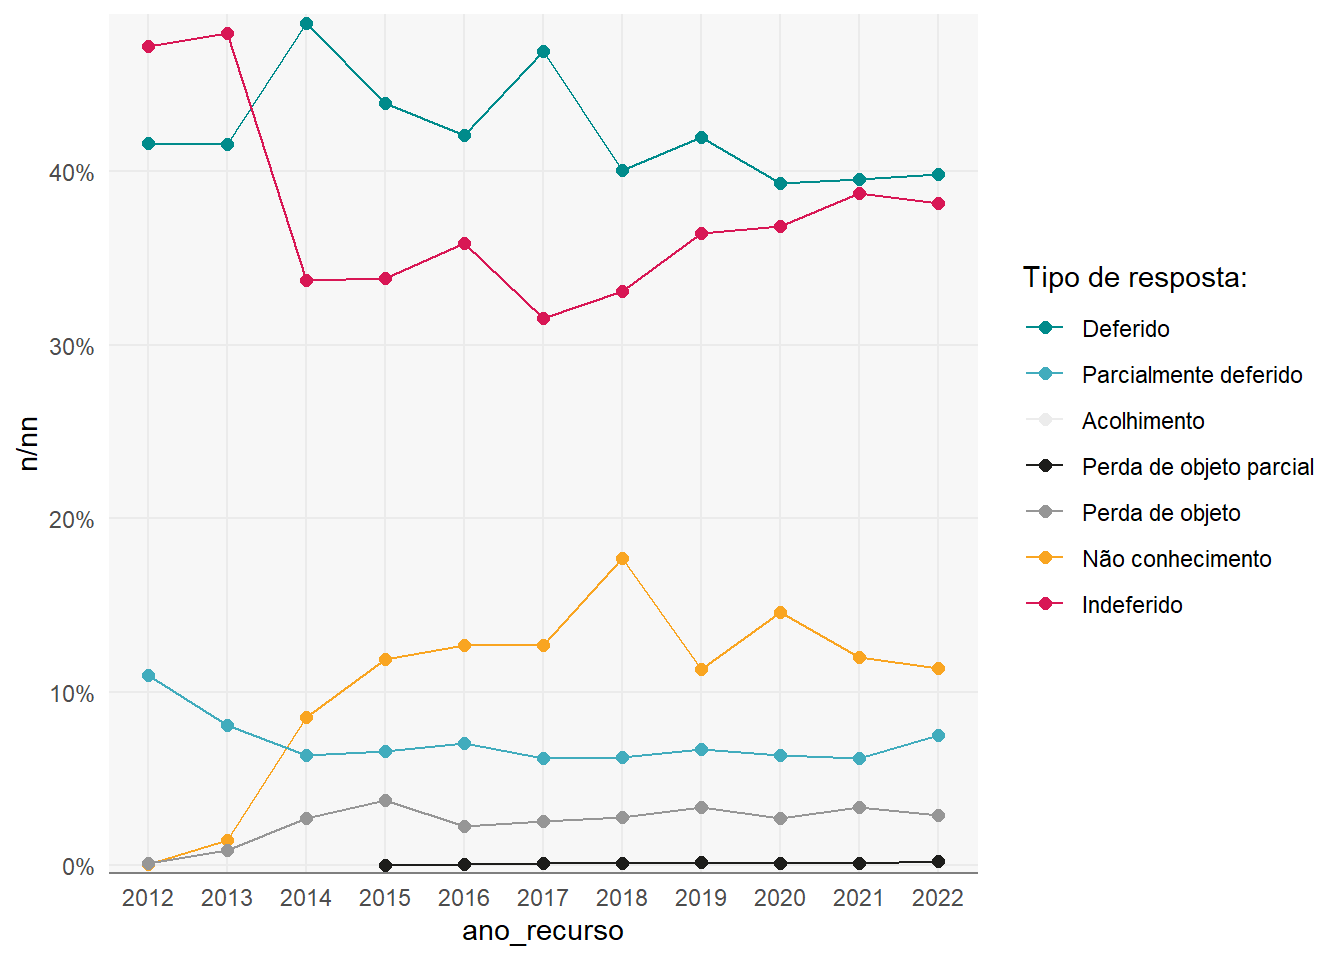 40%
30%
20%
10%
0%
n/nn
2012 2013 2014 2015 2016 2017 2018 2019 2020 2021 2022
ano_recurso
Tipo de resposta:
Deferido
Parcialmente deferido
Acolhimento
Perda de objeto parcial
Perda de objeto
Não conhecimento
Indeferido